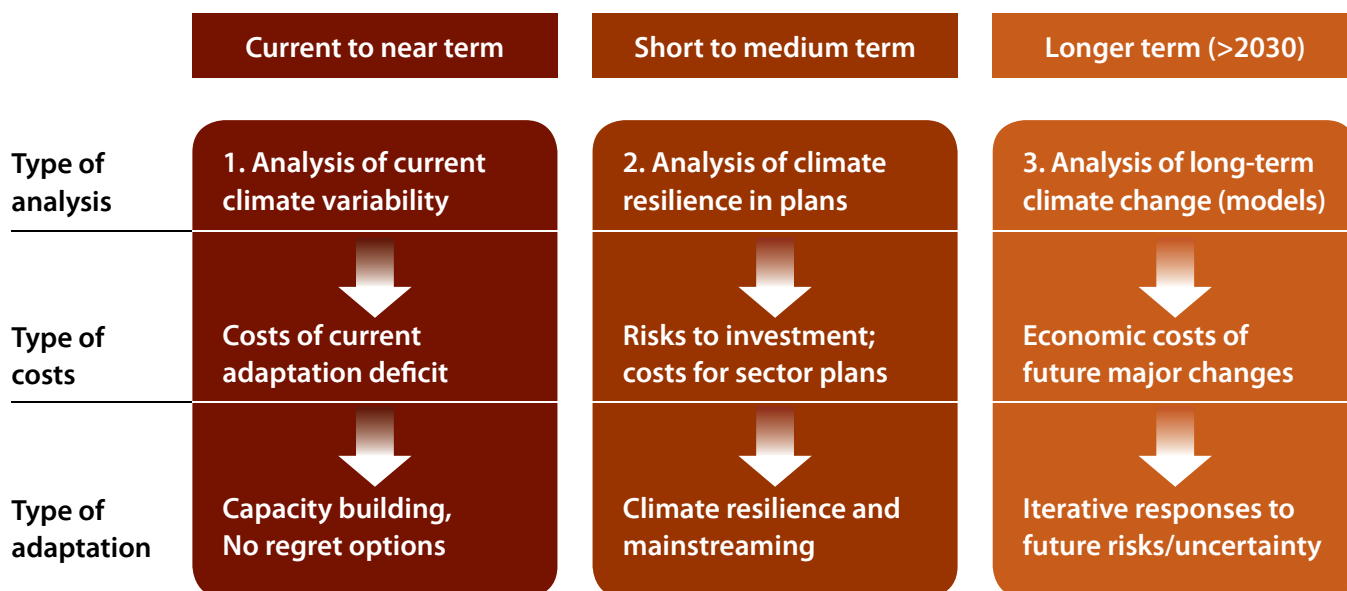 Current to near term
Short to medium term
Longer term (>2030)
Type of
analysis
1. Analysis of current
climate variability
2. Analysis of climate
resilience in plans
3. Analysis of long-term
climate change (models)
Type of
costs
Costs of current
adaptation deficit
Risks to investment;
costs for sector plans
Economic costs of
future major changes
Type of
adaptation
Capacity building,
No regret options
Climate resilience and
mainstreaming
Iterative responses to
future risks/uncertainty